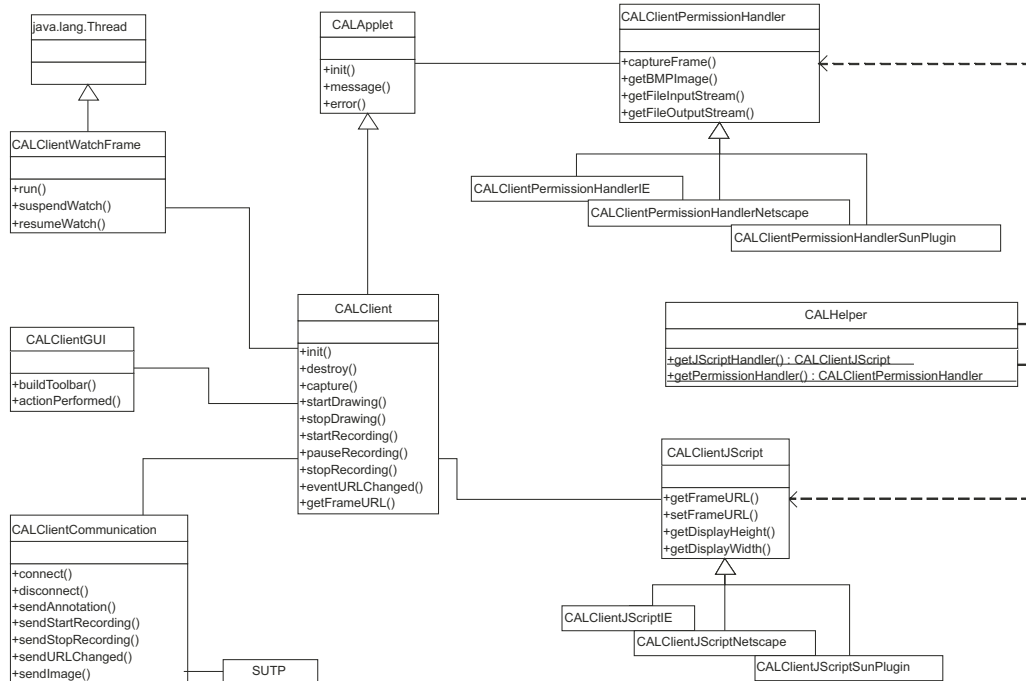 java.lang.Thread
CALClientWatchFrame
+run()
+suspendWatch()
+resumeWatch()
CALApplet
+init()
+message()
+error()
CALClientPermissionHandler
+captureFrame()
+getBMPImage()
+getFileInputStream()
+getFileOutputStream()
CALClientPermissionHandlerIE
CALClientPermissionHandlerNetscape
CALClientPermissionHandlerSunPlugin
CALClient
+init()
+destroy()
+capture()
+startDrawing()
+stopDrawing()
+startRecording()
+pauseRecording()
+stopRecording()
+eventURLChanged()
+getFrameURL()
CALClientGUI
+buildToolbar()
+actionPerformed()
CALHelper
+getJScriptHandler() : CALClientJScript
+getPermissionHandler() : CALClientPermissionHandler
CALClientJScript
+getFrameURL()
+setFrameURL()
+getDisplayHeight()
+getDisplayWidth()
CALClientJScriptIE
CALClientJScriptNetscape
CALClientJScriptSunPlugin
CALClientCommunication
+connect()
+disconnect()
+sendAnnotation()
+sendStartRecording()
+sendStopRecording()
+sendURLChanged()
+sendImage()
SUTP